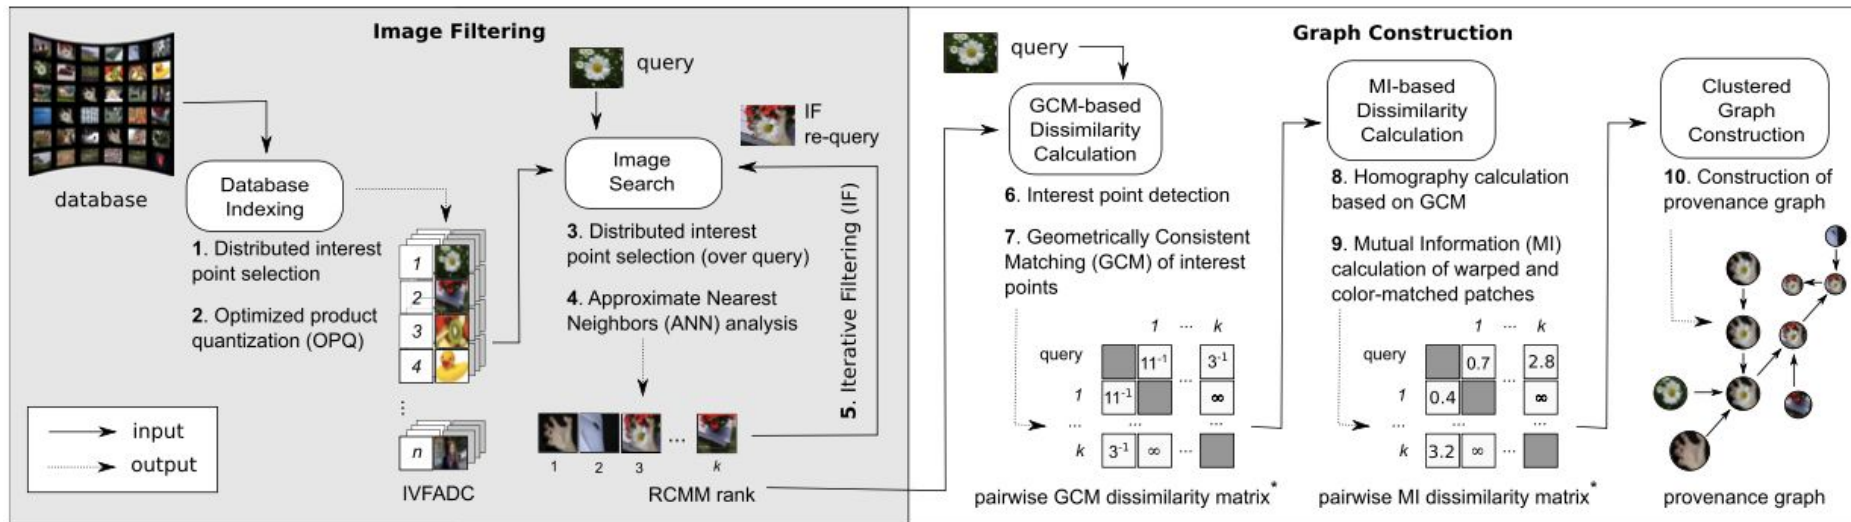 Image Filtering
database
Database
Indexing
1. Distributed interest
point selection
2. Optimized product
quantization (OPQ)
input
output
1
2
3
4
n
IVFADC
query
IF
re-query
Image
Search
3. Distributed interest
point selection (over query)
4. Approximate Nearest
Neighbors (ANN) analysis
5. Iterative Filtering (IF)
...
1 2 3 k
RCMM rank
Graph Construction
query
GCM-based
Dissimilarity
Calculation
6. Interest point detection
7. Geometrically Consistent
Matching (GCM) of interest
points
1 ... k
query 11⁻¹ 3⁻¹
...
1 11⁻¹ ∞
... ... ...
k 3⁻¹ ∞ ...
pairwise GCM dissimilarity matrix*
MI-based
Dissimilarity
Calculation
8. Homography calculation
based on GCM
9. Mutual Information (MI)
calculation of warped and
color-matched patches
1 ... k
query 0.7 2.8
...
1 0.4 ∞
... ... ...
k 3.2 ∞ ...
pairwise MI dissimilarity matrix*
Clustered
Graph
Construction
10. Construction of
provenance graph
provenance graph